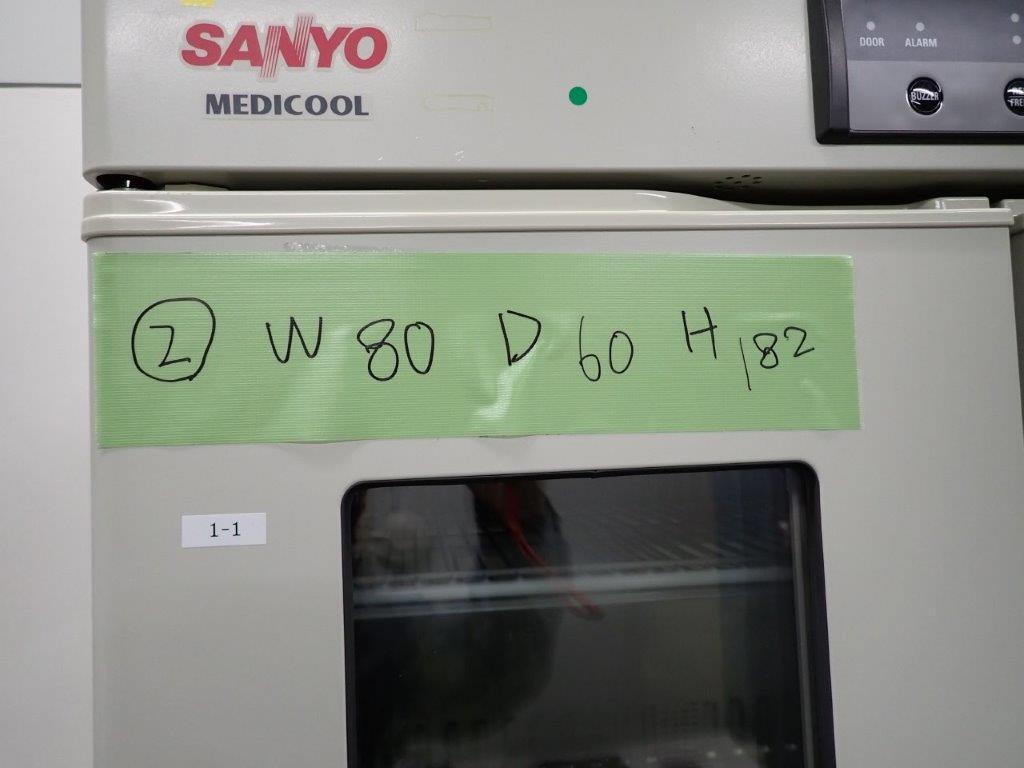 SANYO
MEDICOOL
DOOR ALARM
BUZZER
② W 80 D 60 H 182
1-1